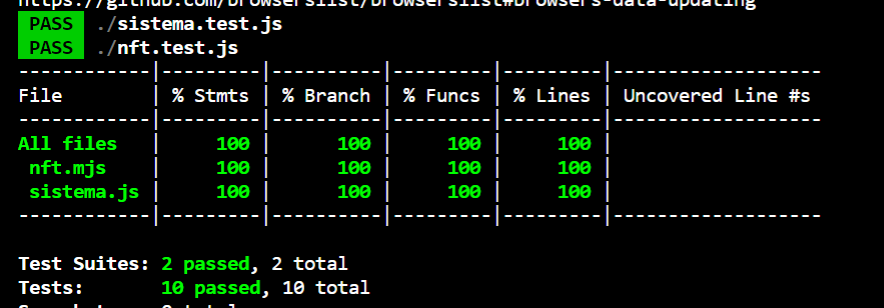 https://github.com/browserslist/browserslist#browsers-data-updating
PASS ./sistema.test.js
PASS ./nft.test.js
------------|---------|----------|---------|---------|-------------------
File        | % Stmts | % Branch | % Funcs | % Lines | Uncovered Line #s
------------|---------|----------|---------|---------|-------------------
All files   |     100 |      100 |     100 |     100 |
 nft.mjs    |     100 |      100 |     100 |     100 |
 sistema.js |     100 |      100 |     100 |     100 |
------------|---------|----------|---------|---------|-------------------
Test Suites: 2 passed, 2 total
Tests:       10 passed, 10 total